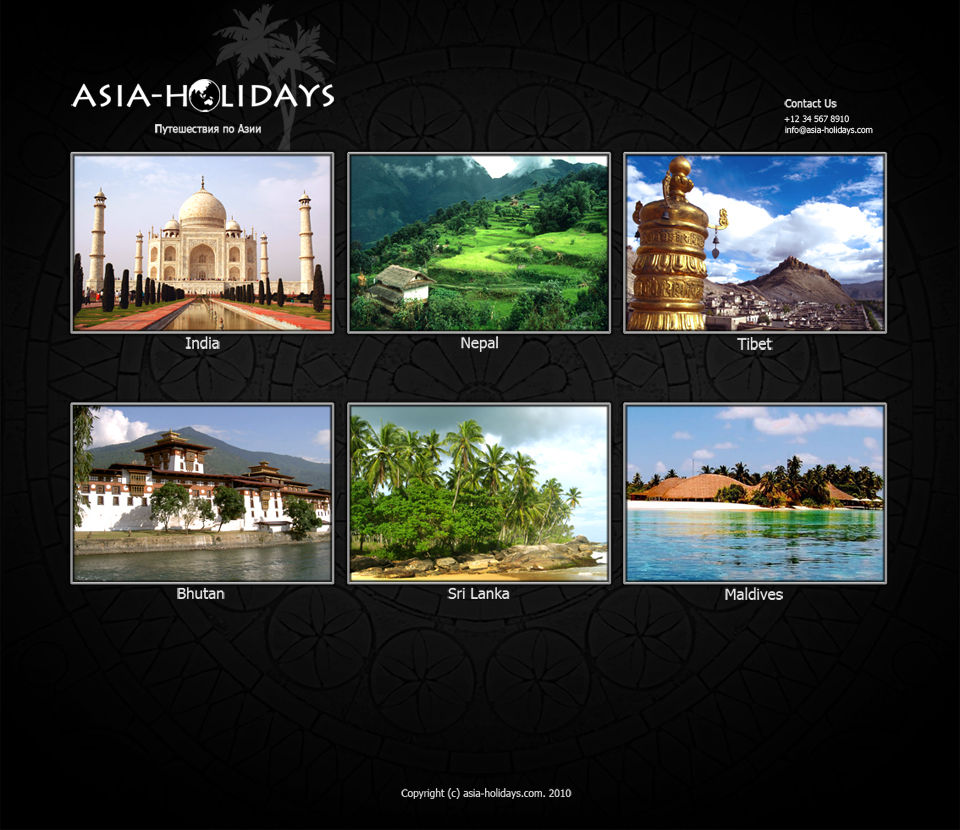 ASIA-HOLIDAYS
Путешествия по Азии
Contact Us
+12 34 567 8910
info@asia-holidays.com
India
Nepal
Tibet
Bhutan
Sri Lanka
Maldives
Copyright (c) asia-holidays.com. 2010